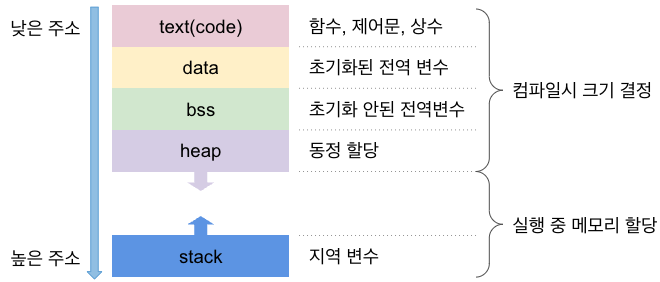 낮은 주소
text(code)
함수, 제어문, 상수
data
초기화된 전역 변수
컴파일시 크기 결정
bss
초기화 안된 전역변수
heap
동정 할당
실행 중 메모리 할당
높은 주소
stack
지역 변수